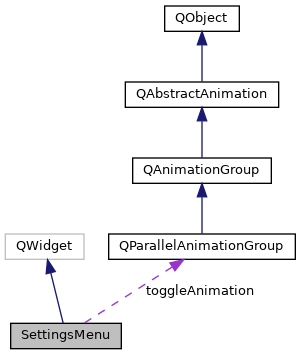 QObject
QAbstractAnimation
QAnimationGroup
QWidget
QParallelAnimationGroup
toggleAnimation
SettingsMenu